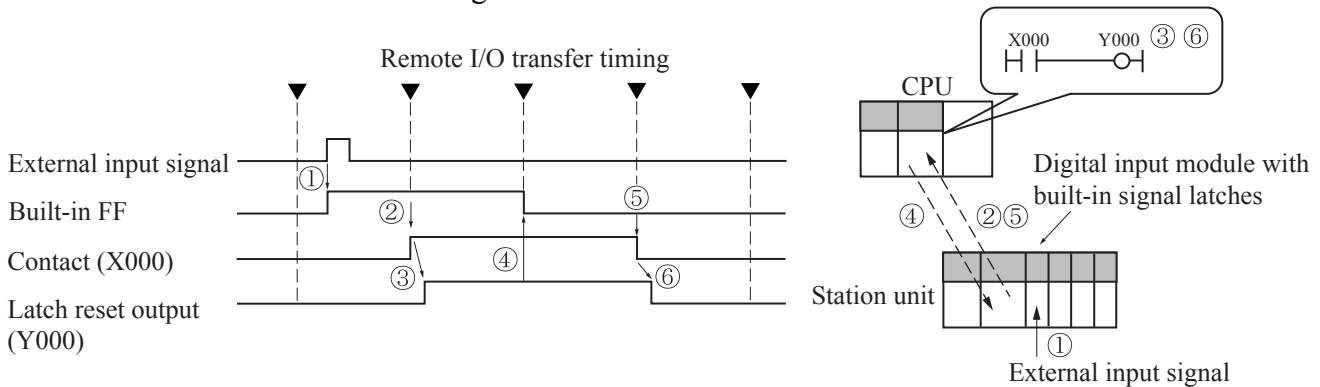 Remote I/O transfer timing
External input signal
①
Built-in FF
②
⑤
Contact (X000)
③
④
⑥
Latch reset output
(Y000)
X000 Y000 ③ ⑥
CPU
Digital input module with
built-in signal latches
④
②⑤
Station unit
①
External input signal